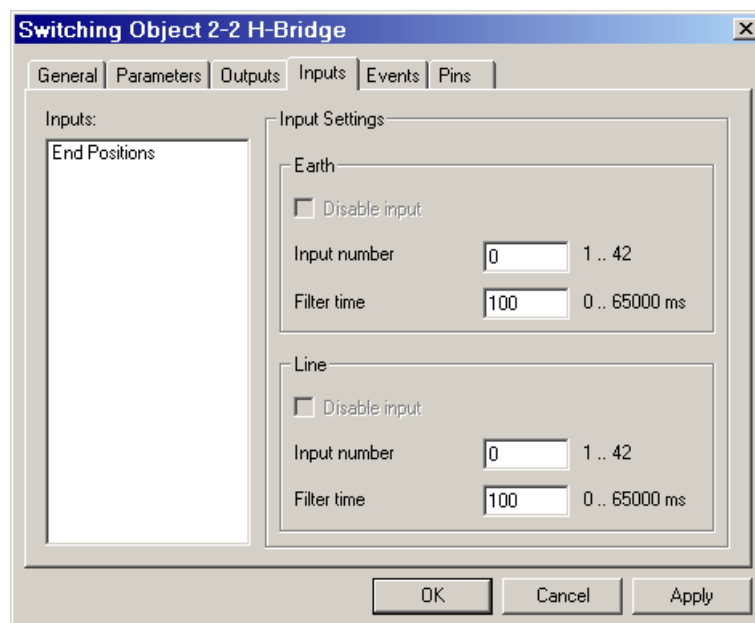 Switching Object 2-2 H-Bridge
General Parameters Outputs Inputs Events Pins
Inputs:
End Positions
Input Settings
Earth
Disable input
Input number 0 1 .. 42
Filter time 100 0 .. 65000 ms
Line
Disable input
Input number 0 1 .. 42
Filter time 100 0 .. 65000 ms
OK Cancel Apply